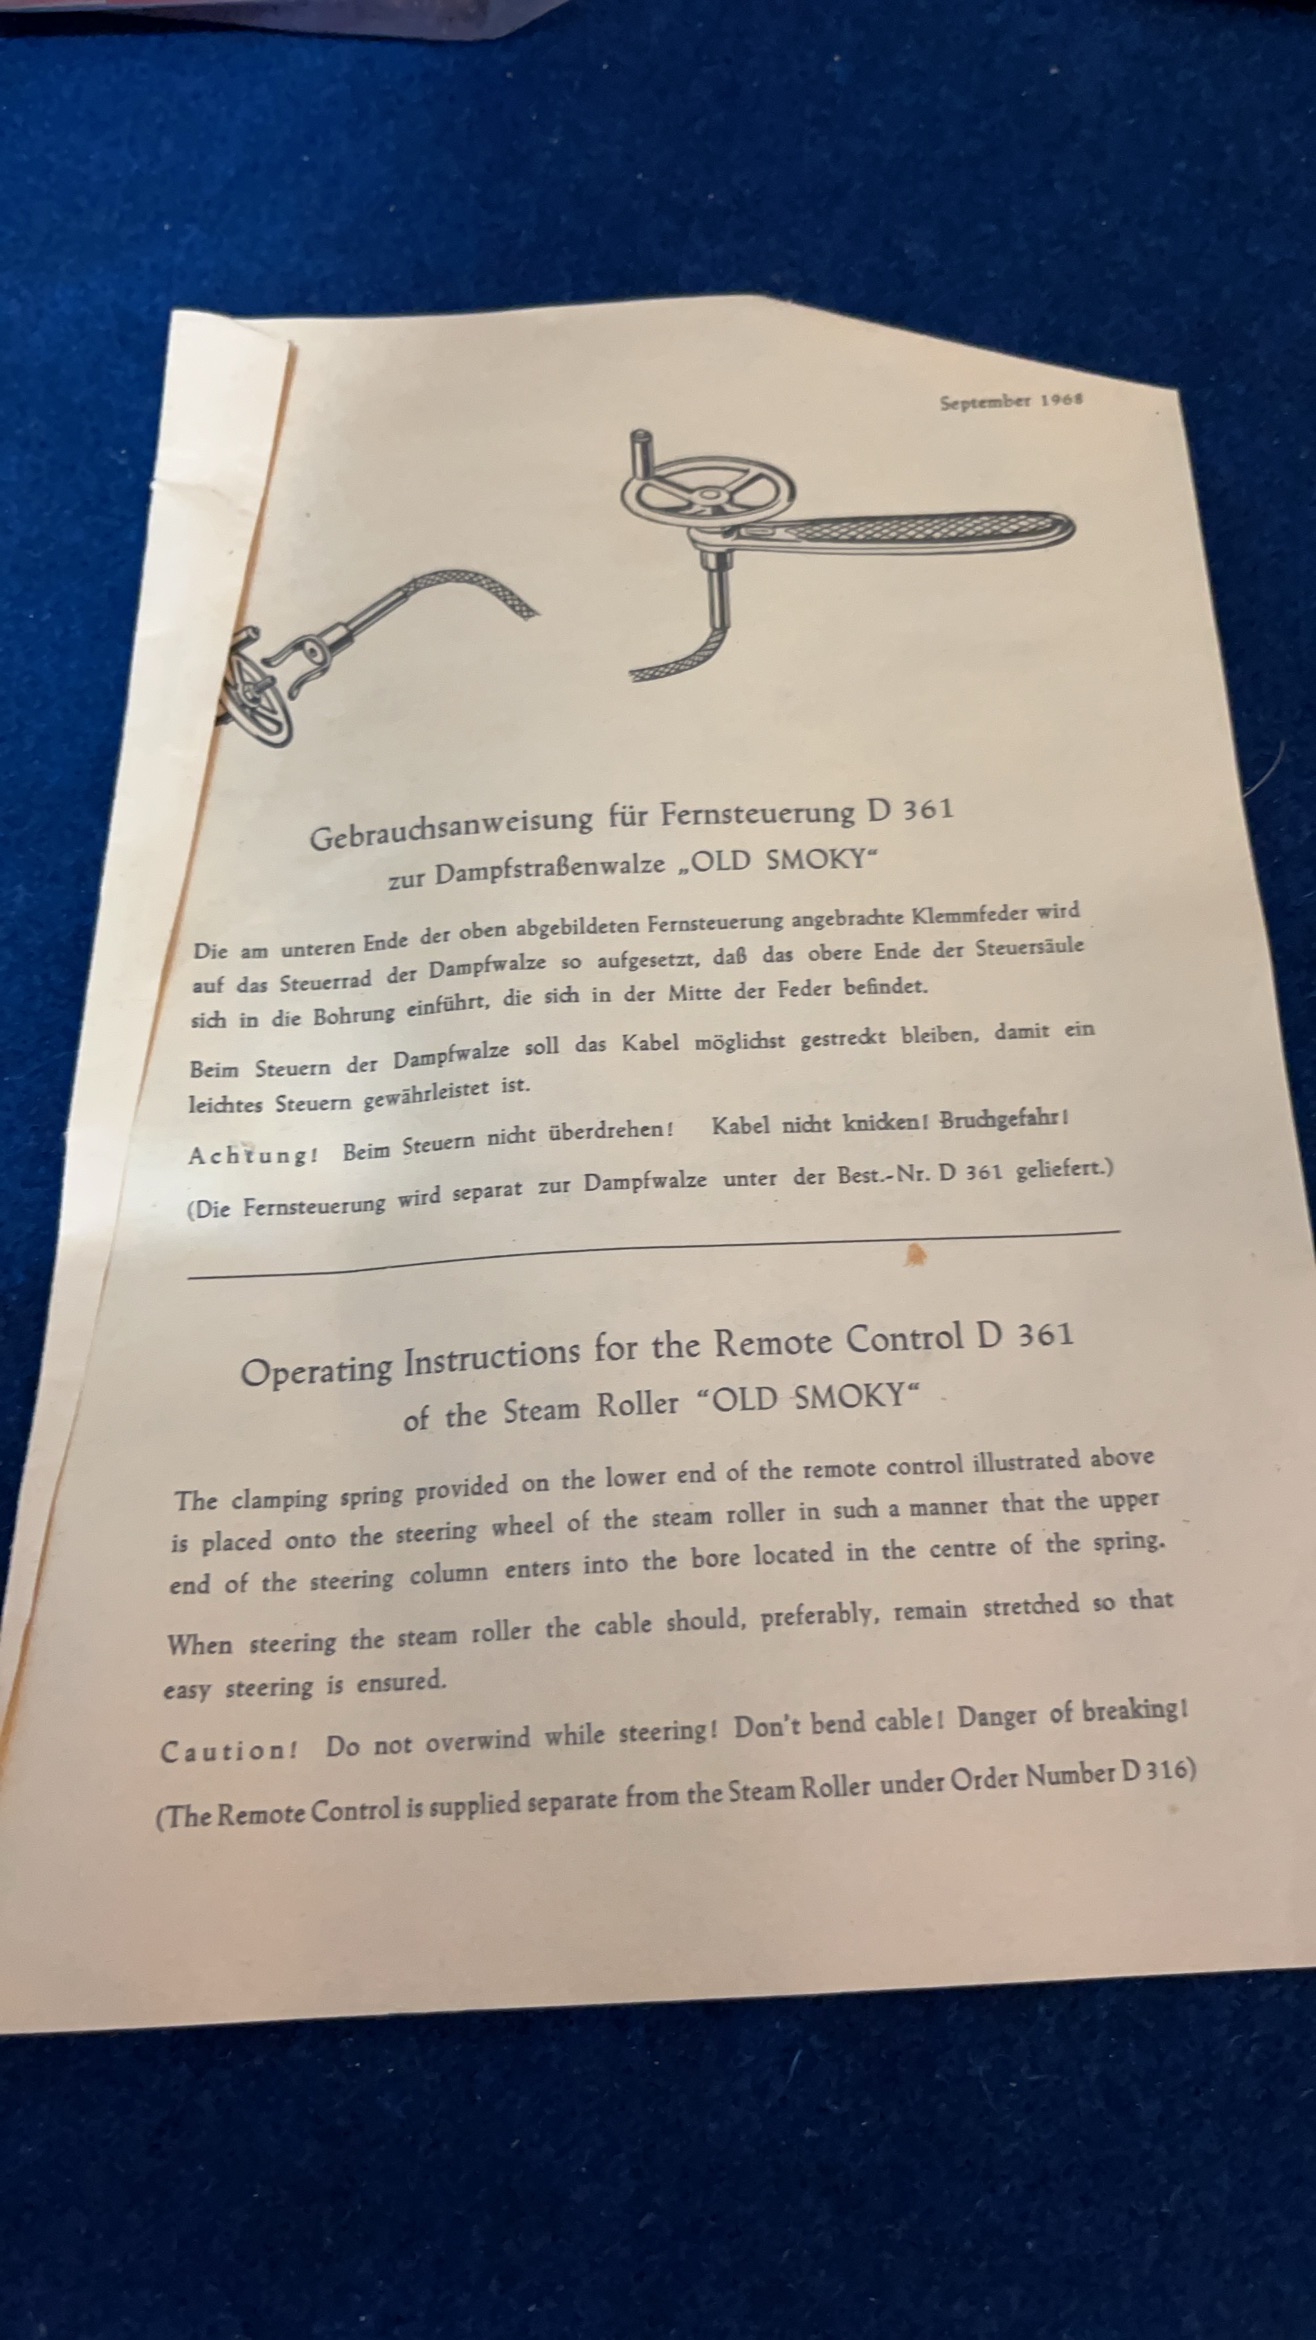 September 1968
Gebrauchsanweisung für Fernsteuerung D 361
zur Dampfstraßenwalze „OLD SMOKY“
Die am unteren Ende der oben abgebildeten Fernsteuerung angebrachte Klemmfeder wird
auf das Steuerrad der Dampfwalze so aufgesetzt, daß das obere Ende der Steuersäule
sich in die Bohrung einführt, die sich in der Mitte der Feder befindet.
Beim Steuern der Dampfwalze soll das Kabel möglichst gestreckt bleiben, damit ein
leichtes Steuern gewährleistet ist.
Achtung! Beim Steuern nicht überdrehen! Kabel nicht knicken! Bruchgefahr!
(Die Fernsteuerung wird separat zur Dampfwalze unter der Best.-Nr. D 361 geliefert.)
Operating Instructions for the Remote Control D 361
of the Steam Roller “OLD SMOKY“
The clamping spring provided on the lower end of the remote control illustrated above
is placed onto the steering wheel of the steam roller in such a manner that the upper
end of the steering column enters into the bore located in the centre of the spring.
When steering the steam roller the cable should, preferably, remain stretched so that
easy steering is ensured.
Caution! Do not overwind while steering! Don't bend cable! Danger of breaking!
(The Remote Control is supplied separate from the Steam Roller under Order Number D 316)